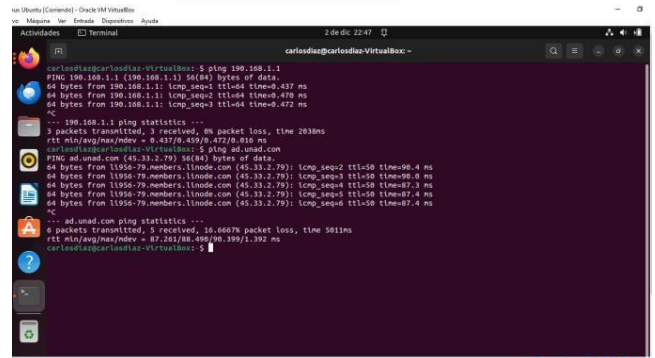 ux Ubuntu [Corriendo] - Oracle VM VirtualBox
vo Máquina Ver Entrada Dispositivos Ayuda
Actividades Terminal 2 de dic 22:47
carlosdiaz@carlosdiaz-VirtualBox: ~
carlosdiaz@carlosdiaz-VirtualBox:~$ ping 190.168.1.1
PING 190.168.1.1 (190.168.1.1) 56(84) bytes of data.
64 bytes from 190.168.1.1: icmp_seq=1 ttl=64 time=0.437 ms
64 bytes from 190.168.1.1: icmp_seq=2 ttl=64 time=0.470 ms
64 bytes from 190.168.1.1: icmp_seq=3 ttl=64 time=0.472 ms
^C
--- 190.168.1.1 ping statistics ---
3 packets transmitted, 3 received, 0% packet loss, time 2038ms
rtt min/avg/max/mdev = 0.437/0.459/0.472/0.016 ms
carlosdiaz@carlosdiaz-VirtualBox:~$ ping ad.unad.com
PING ad.unad.com (45.33.2.79) 56(84) bytes of data.
64 bytes from li956-79.members.linode.com (45.33.2.79): icmp_seq=2 ttl=50 time=90.4 ms
64 bytes from li956-79.members.linode.com (45.33.2.79): icmp_seq=3 ttl=50 time=90.0 ms
64 bytes from li956-79.members.linode.com (45.33.2.79): icmp_seq=4 ttl=50 time=87.3 ms
64 bytes from li956-79.members.linode.com (45.33.2.79): icmp_seq=5 ttl=50 time=87.4 ms
64 bytes from li956-79.members.linode.com (45.33.2.79): icmp_seq=6 ttl=50 time=87.4 ms
^C
--- ad.unad.com ping statistics ---
6 packets transmitted, 5 received, 16.6667% packet loss, time 5011ms
rtt min/avg/max/mdev = 87.261/88.490/90.399/1.392 ms
carlosdiaz@carlosdiaz-VirtualBox:~$